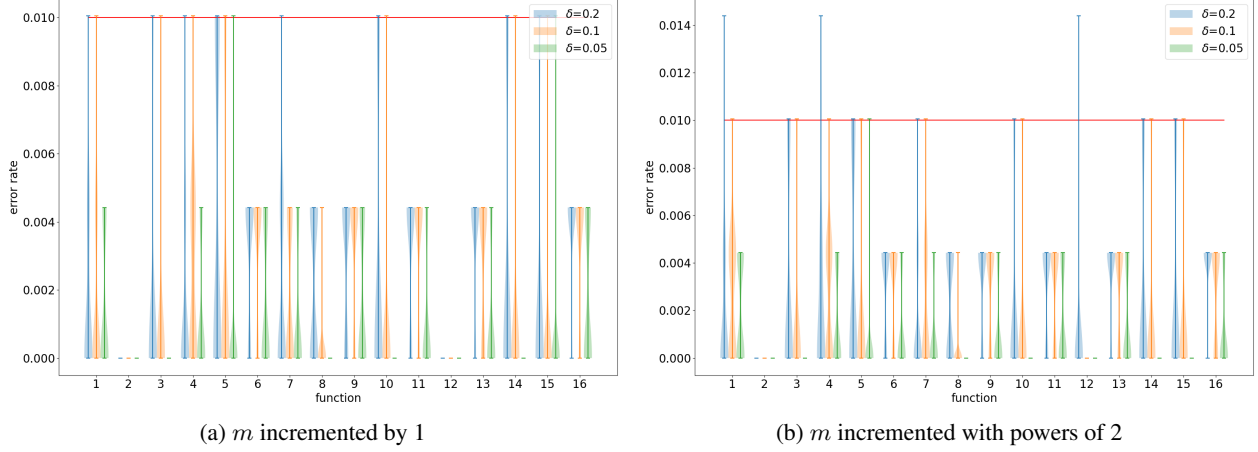 0.010
0.008
0.006
0.004
0.002
0.000
error rate
1 2 3 4 5 6 7 8 9 10 11 12 13 14 15 16
function
δ=0.2
δ=0.1
δ=0.05
(a) m incremented by 1
0.014
0.012
0.010
0.008
0.006
0.004
0.002
0.000
error rate
1 2 3 4 5 6 7 8 9 10 11 12 13 14 15 16
function
δ=0.2
δ=0.1
δ=0.05
(b) m incremented with powers of 2